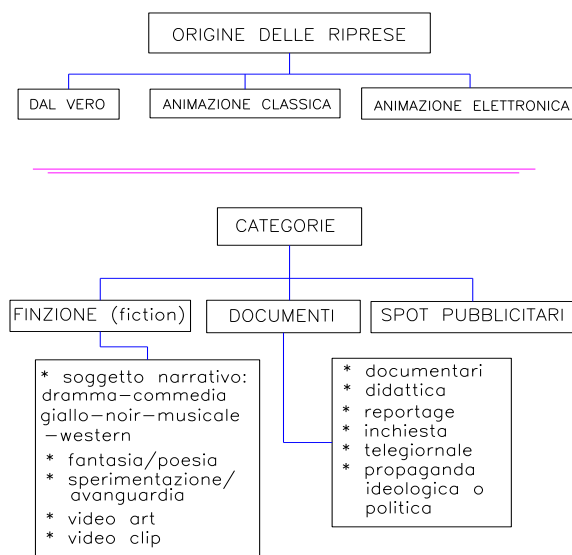 ORIGINE DELLE RIPRESE
DAL VERO
ANIMAZIONE CLASSICA
ANIMAZIONE ELETTRONICA
CATEGORIE
FINZIONE (fiction)
DOCUMENTI
SPOT PUBBLICITARI
* soggetto narrativo:
dramma-commedia
giallo-noir-musicale
-western
* fantasia/poesia
* sperimentazione/
avanguardia
* video art
* video clip
* documentari
* didattica
* reportage
* inchiesta
* telegiornale
* propaganda
ideologica o
politica